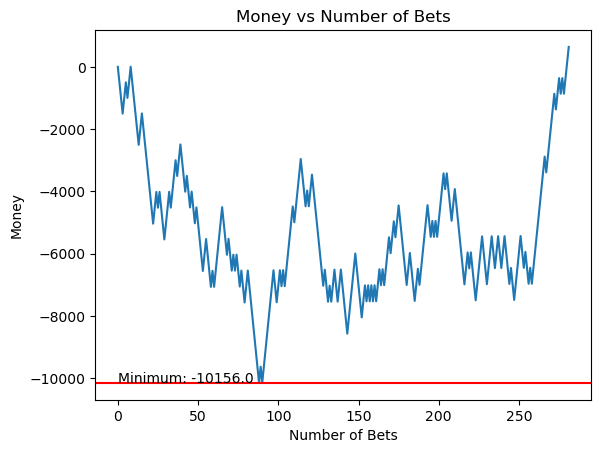 Money vs Number of Bets
Money
0
−2000
−4000
−6000
−8000
−10000
Minimum: -10156.0
0 50 100 150 200 250
Number of Bets